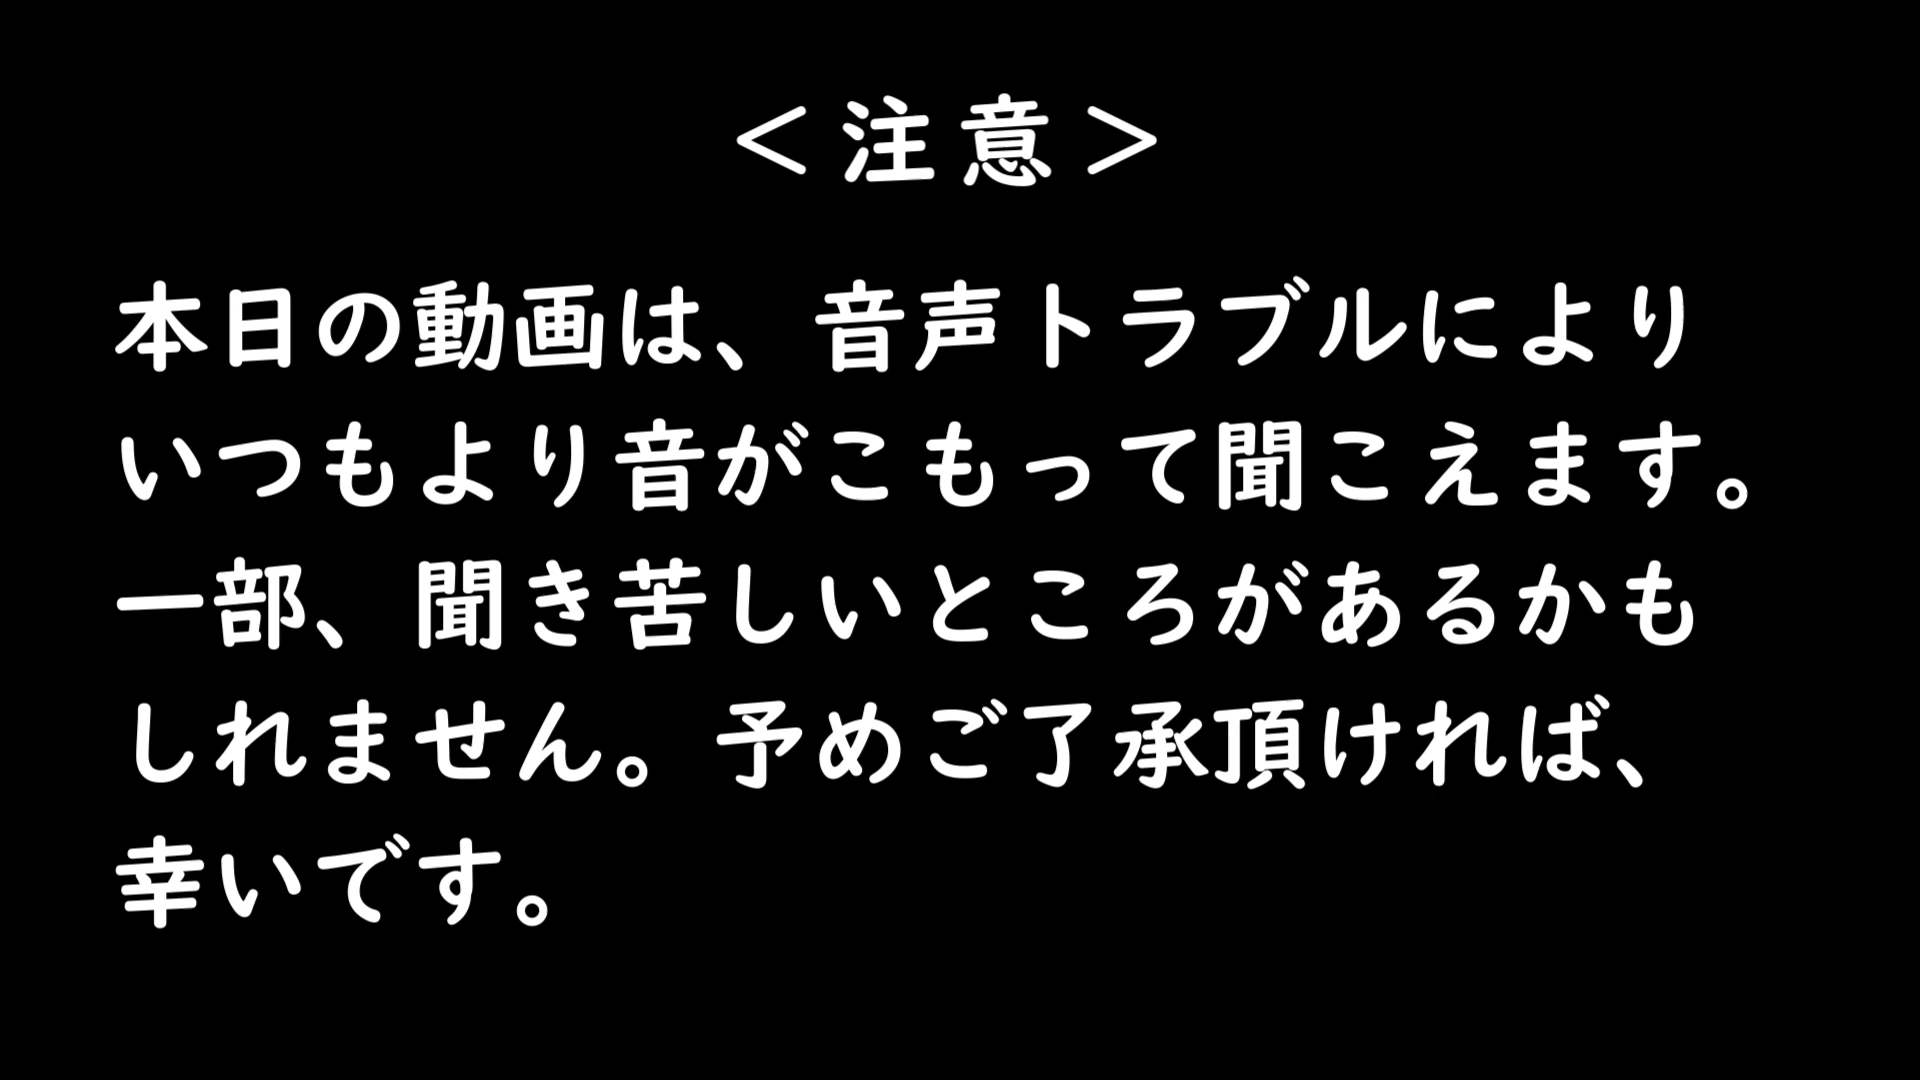 ＜注意＞
本日の動画は、音声トラブルにより
いつもより音がこもって聞こえます。
一部、聞き苦しいところがあるかも
しれません。予めご了承頂ければ、
幸いです。